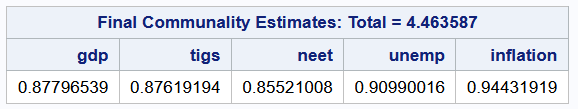 Final Communality Estimates: Total = 4.463587
gdp tigs neet unemp inflation
0.87796539 0.87619194 0.85521008 0.90990016 0.94431919